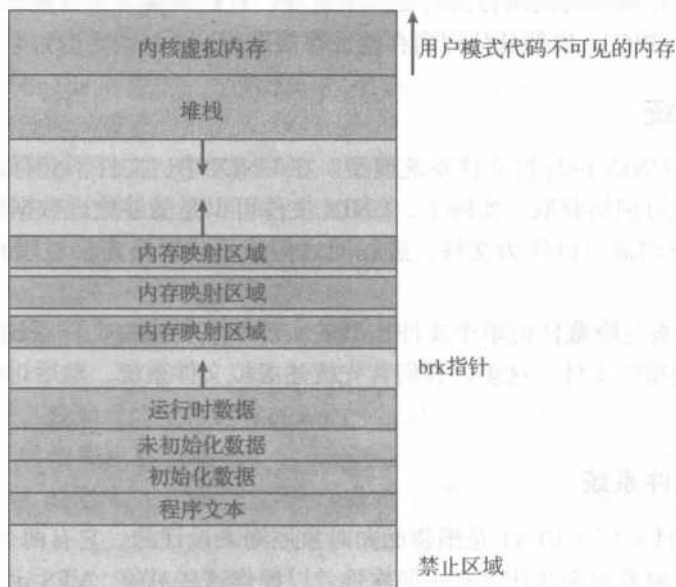 内核虚拟内存
用户模式代码不可见的内存
堆栈
内存映射区域
内存映射区域
内存映射区域
brk指针
运行时数据
未初始化数据
初始化数据
程序文本
禁止区域